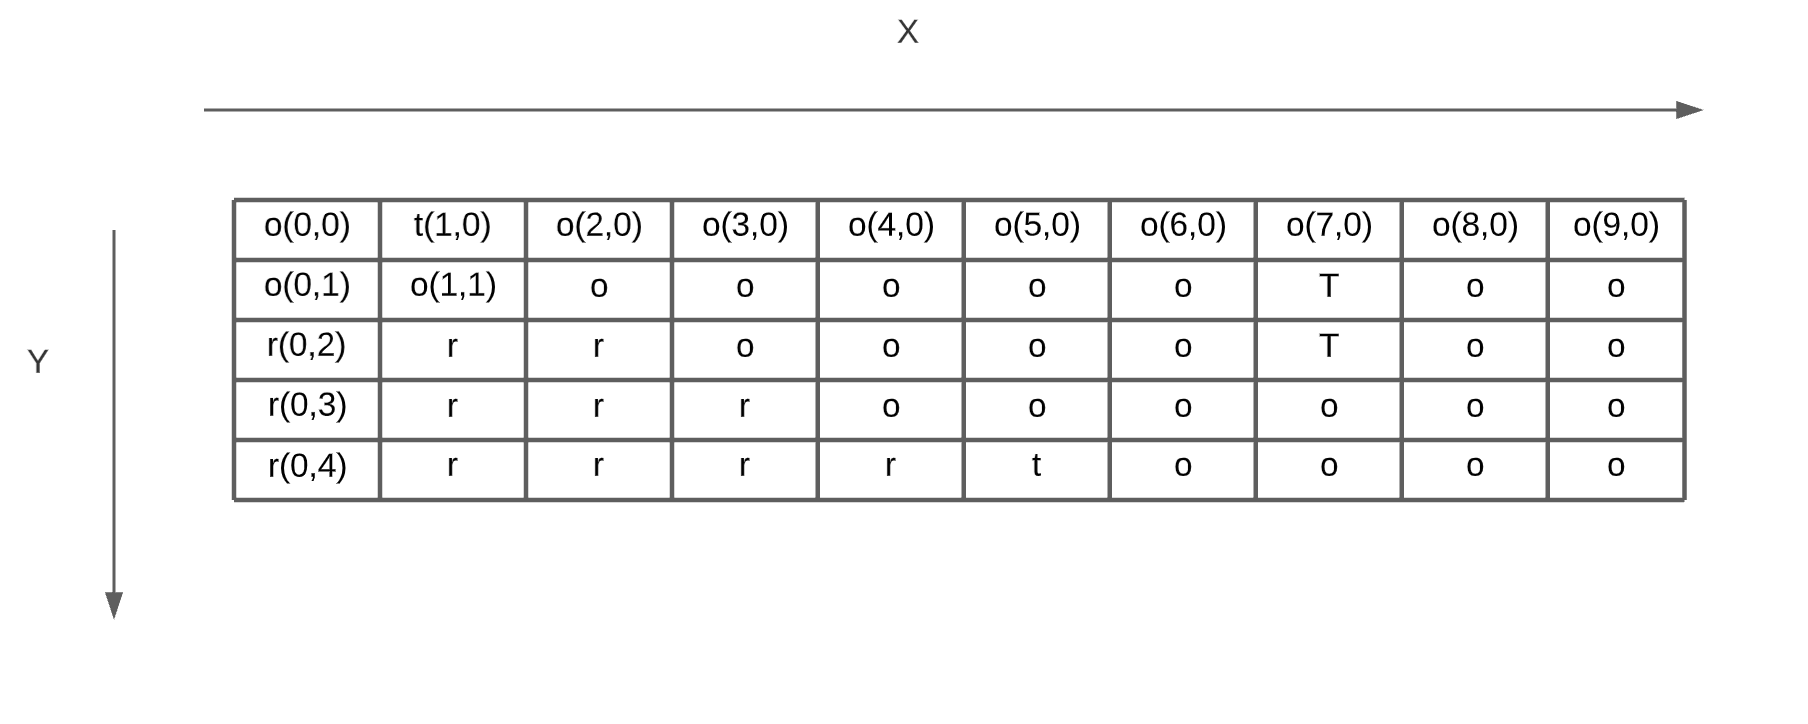 X
o(0,0) t(1,0) o(2,0) o(3,0) o(4,0) o(5,0) o(6,0) o(7,0) o(8,0) o(9,0)
o(0,1) o(1,1) o o o o o T o o
r(0,2) r r o o o o T o o
Y
r(0,3) r r r o o o o o o
r(0,4) r r r r t o o o o